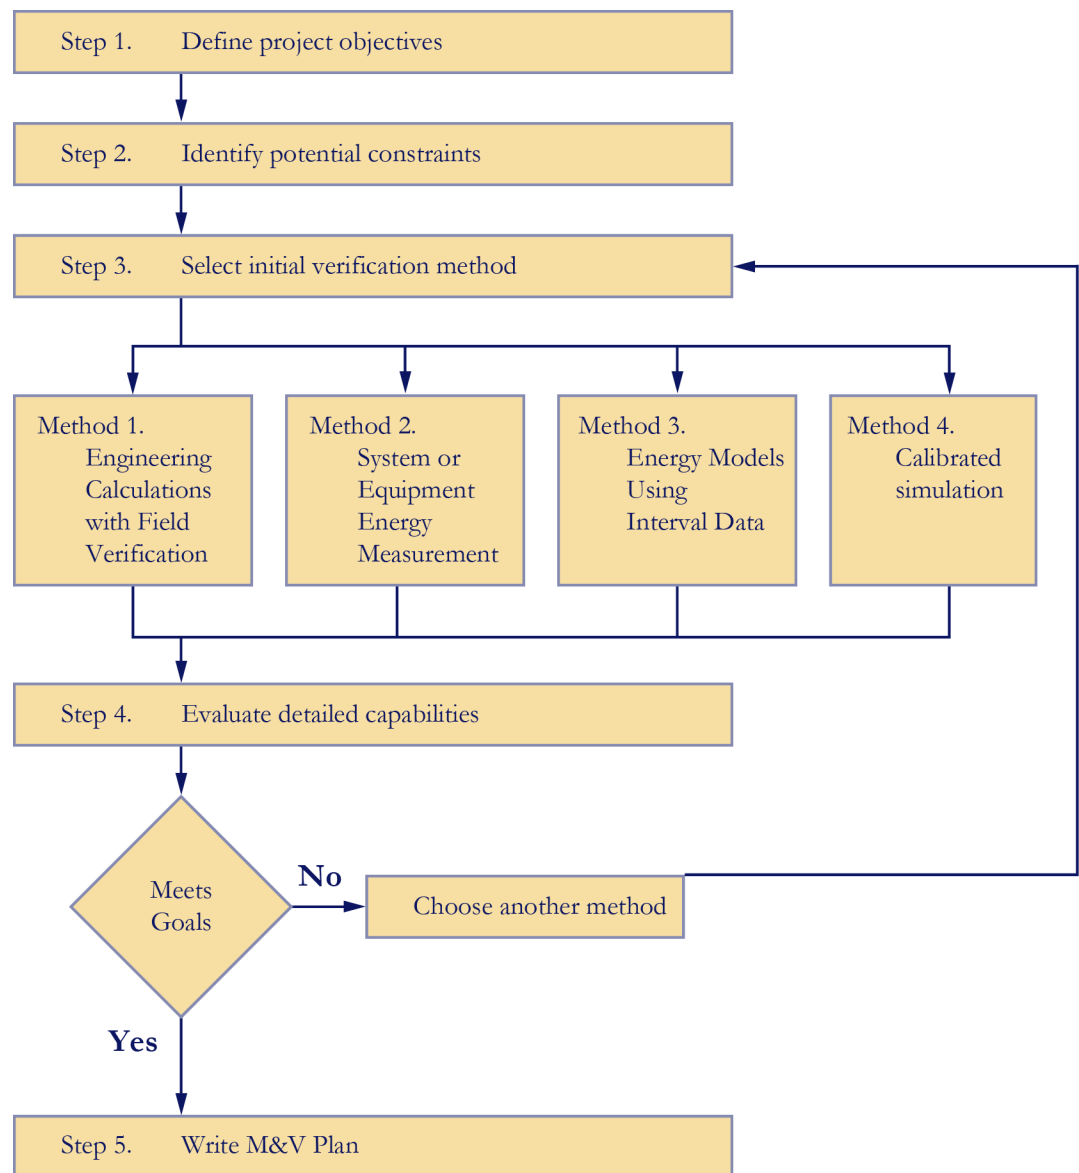 Step 1. Define project objectives
Step 2. Identify potential constraints
Step 3. Select initial verification method
Method 1.
Engineering
Calculations
with Field
Verification
Method 2.
System or
Equipment
Energy
Measurement
Method 3.
Energy Models
Using
Interval Data
Method 4.
Calibrated
simulation
Step 4. Evaluate detailed capabilities
Meets
Goals
No
Choose another method
Yes
Step 5. Write M&V Plan